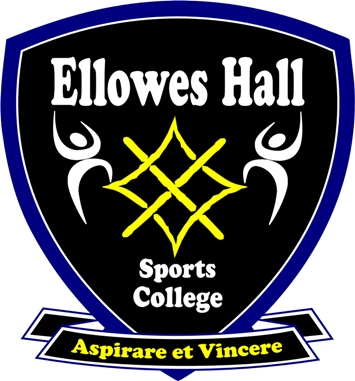 Ellowes Hall
Sports
College
Aspirare et Vincere